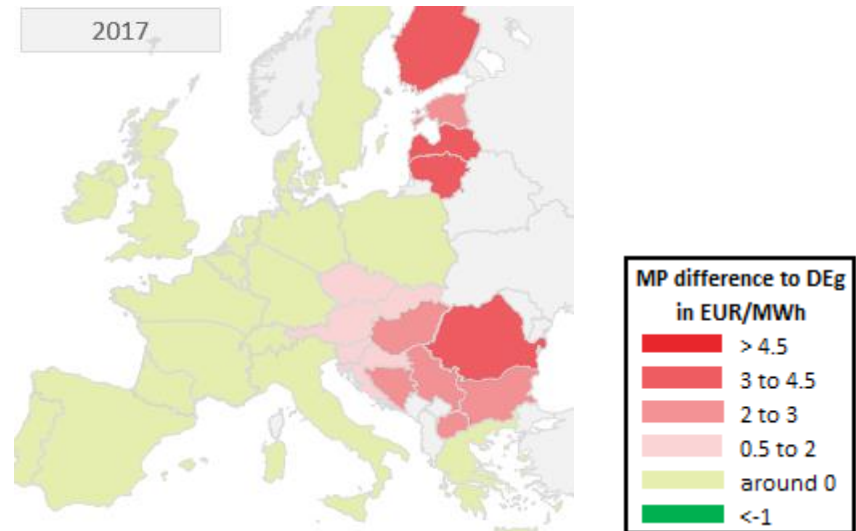 2017
MP difference to DEg
in EUR/MWh
> 4.5
3 to 4.5
2 to 3
0.5 to 2
around 0
<-1